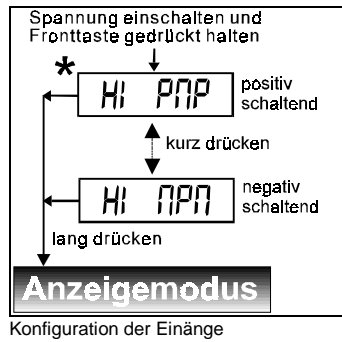 Spannung einschalten und
Fronttaste gedrückt halten
*
HI PNP
positiv
schaltend
kurz drücken
HI NPN
negativ
schaltend
lang drücken
Anzeigemodus
Konfiguration der Einänge